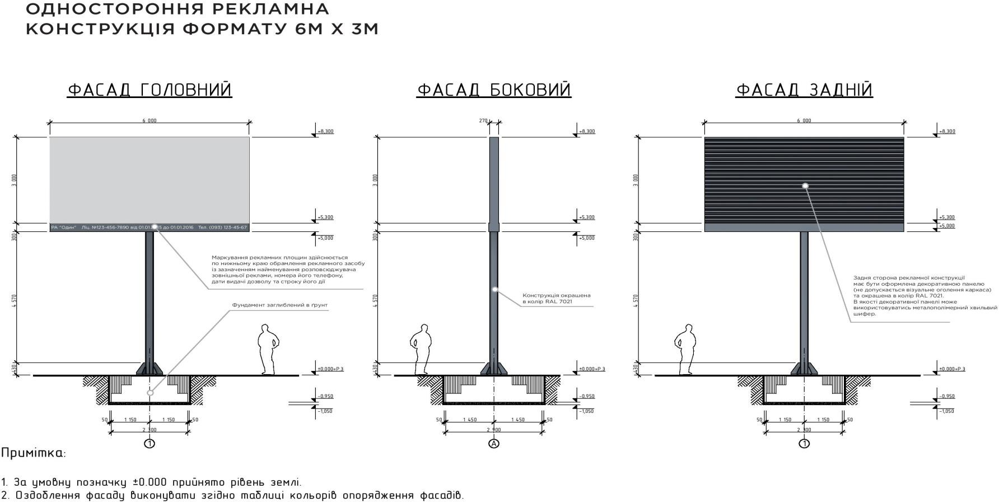 ОДНОСТОРОННЯ РЕКЛАМНА
КОНСТРУКЦІЯ ФОРМАТУ 6М Х 3М
ФАСАД ГОЛОВНИЙ
6 000
+8,300
3 000
+5,300
РА "Один" Ліц. №123-456-7890 від 01.01. 15 до 01.01.2016 Тел. (093) 123-45-67
300
+5,000
Маркування рекламних площин здійснюється
по нижньому краю обрамлення рекламного засобу
із зазначенням найменування розповсюджувача
зовнішньої реклами, номера його телефону,
дати видачі дозволу та строку його дії
4 570
Фундамент заглиблений в ґрунт
430
±0.000=Р.З
-0,950
-1,050
50 1 150 1 150 50
2 300
1
ФАСАД БОКОВИЙ
270
+8,300
3 000
+5,300
300
+5,000
4 570
Конструкція окрашена
в колір RAL 7021
430
±0.000=Р.З
-0,950
-1,050
50 1 450 1 450 50
2 900
А
ФАСАД ЗАДНІЙ
6 000
+8,300
3 000
+5,300
300
+5,000
4 570
Задня сторона рекламної конструкції
має бути оформлена декоративною панелю
(не допускається візуальне оголення каркаса)
та окрашена в колір RAL 7021.
В якості декоративної панелі може
використовуватись металополімерний хвильвий
шифер.
430
±0.000=Р.З
-0,950
-1,050
50 1 150 1 150 50
2 300
1
Примітка:
1. За умовну позначку ±0.000 прийнято рівень землі.
2. Оздоблення фасаду виконувати згідно таблиці кольорів опорядження фасадів.